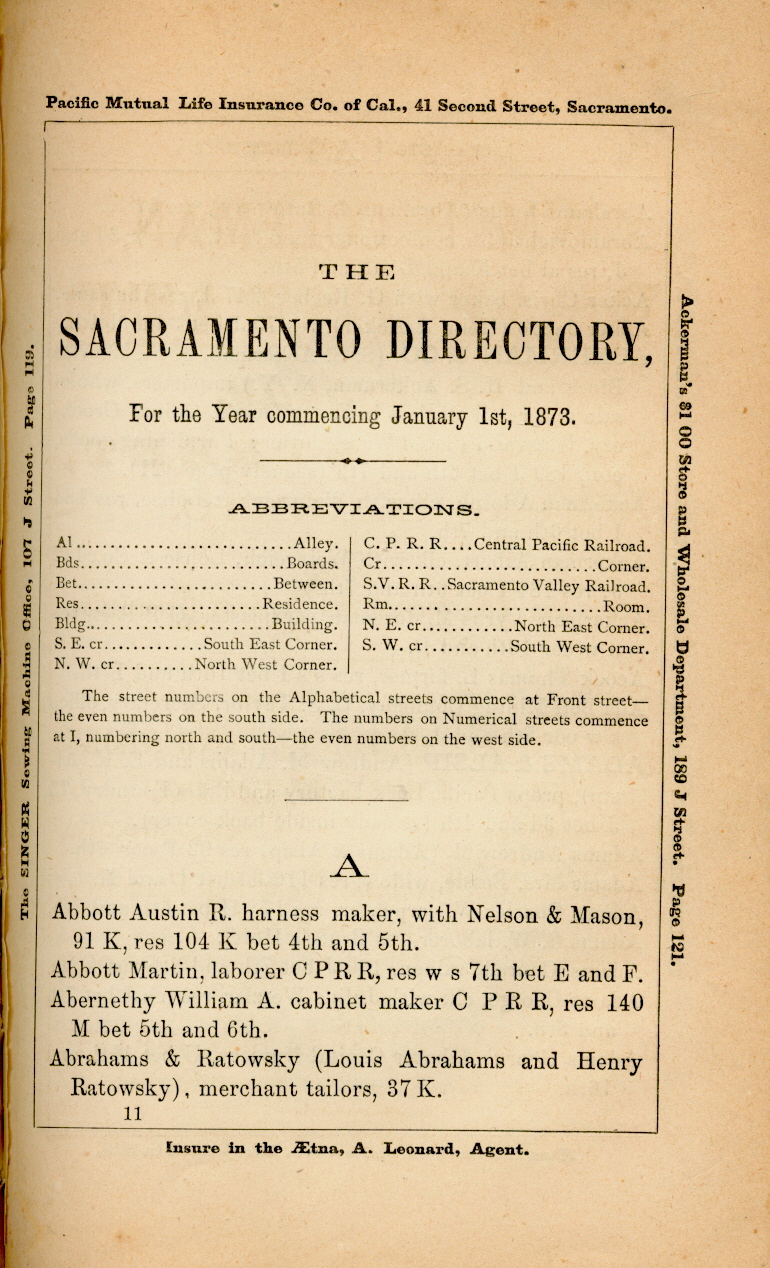 Pacific Mutual Life Insurance Co. of Cal., 41 Second Street, Sacramento.
The SINGER Sewing Machine Office, 107 J Street. Page 119.
THE
SACRAMENTO DIRECTORY,
For the Year commencing January 1st, 1873.
ABBREVIATIONS.
Al..........................Alley.
Bds.........................Boards.
Bet.......................Between.
Res......................Residence.
Bldg......................Building.
S. E. cr............South East Corner.
N. W. cr..........North West Corner.
C. P. R. R....Central Pacific Railroad.
Cr..........................Corner.
S.V. R. R..Sacramento Valley Railroad.
Rm..........................Room.
N. E. cr...........North East Corner.
S. W. cr..........South West Corner.
The street numbers on the Alphabetical streets commence at Front street—
the even numbers on the south side. The numbers on Numerical streets commence
at I, numbering north and south—the even numbers on the west side.
A
Abbott Austin R. harness maker, with Nelson & Mason,
91 K, res 104 K bet 4th and 5th.
Abbott Martin, laborer C P R R, res w s 7th bet E and F.
Abernethy William A. cabinet maker C P R R, res 140
M bet 5th and 6th.
Abrahams & Ratowsky (Louis Abrahams and Henry
Ratowsky), merchant tailors, 37 K.
11
Insure in the Ætna, A. Leonard, Agent.
Ackerman's $1 00 Store and Wholesale Department, 189 J Street. Page 121.